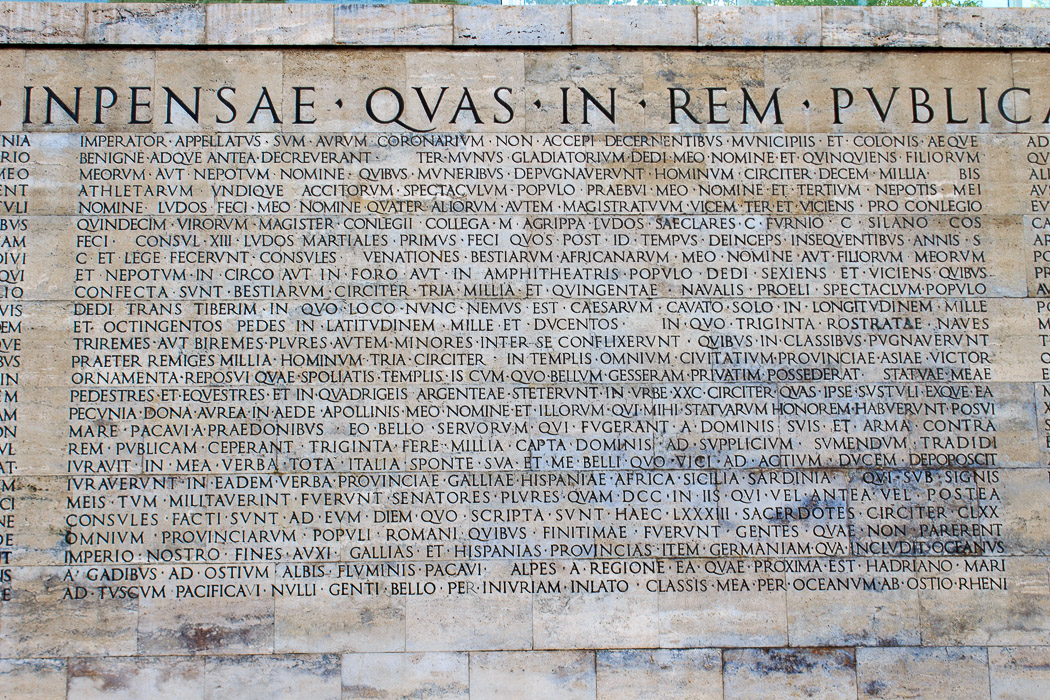 INPENSAE · QVAS · IN · REM · PVBLICA
IMPERATOR · APPELLATVS · SVM · AVRVM · CORONARIVM · NON · ACCEPI · DECERNENTIBVS · MVNICIPIIS · ET · COLONIS · AEQVE
BENIGNE · ADQVE · ANTEA · DECREVERANT TER · MVNVS · GLADIATORIVM · DEDI · MEO · NOMINE · ET · QVINQVIENS · FILIORVM
MEORVM · AVT · NEPOTVM · NOMINE · QVIBVS · MVNERIBVS · DEPVGNAVERVNT · HOMINVM · CIRCITER · DECEM · MILLIA BIS
ATHLETARVM VNDIQVE ACCITORVM · SPECTACVLVM · POPVLO PRAEBVI · MEO NOMINE · ET · TERTIVM NEPOTIS · MEI
NOMINE · LVDOS FECI · MEO NOMINE QVATER · ALIORVM · AVTEM · MAGISTRATVVM VICEM · TER · ET VICIENS PRO CONLEGIO
QVINDECIM · VIRORVM · MAGISTER · CONLEGII · COLLEGA · M · AGRIPPA · LVDOS SAECLARES · C · FVRNIO · C · SILANO COS
FECI · CONSVL · XIII · LVDOS · MARTIALES · PRIMVS · FECI QVOS · POST · ID · TEMPVS · DEINCEPS · INSEQVENTIBVS · ANNIS · S
C · ET · LEGE · FECERVNT · CONSVLES VENATIONES · BESTIARVM · AFRICANARVM · MEO · NOMINE · AVT · FILIORVM MEORVM
ET · NEPOTVM · IN · CIRCO · AVT · IN FORO · AVT · IN · AMPHITHEATRIS · POPVLO · DEDI · SEXIENS · ET · VICIENS · QVIBVS
CONFECTA · SVNT · BESTIARVM · CIRCITER · TRIA · MILLIA · ET · QVINGENTAE NAVALIS · PROELI · SPECTACVLVM · POPVLO
DEDI TRANS TIBERIM · IN QVO · LOCO · NVNC · NEMVS · EST · CAESARVM · CAVATO · SOLO · IN · LONGITVDINEM · MILLE
ET · OCTINGENTOS PEDES · IN · LATITVDINEM · MILLE · ET · DVCENTOS · IN · QVO · TRIGINTA · ROSTRATAE · NAVES
TRIREMES · AVT BIREMES · PLVRES · AVTEM · MINORES · INTER · SE · CONFLIXERVNT · QVIBVS · IN · CLASSIBVS · PVGNAVERVNT
PRAETER · REMIGES · MILLIA · HOMINVM · TRIA · CIRCITER · IN · TEMPLIS · OMNIVM · CIVITATIVM · PROVINCIAE · ASIAE · VICTOR
ORNAMENTA · REPOSVI QVAE · SPOLIATIS · TEMPLIS · IS · CVM · QVO · BELLVM · GESSERAM · PRIVATIM · POSSEDERAT · STATVAE · MEAE
PEDESTRES · ET · EQVESTRES · ET · IN · QVADRIGEIS ARGENTEAE · STETERVNT · IN · VRBE · XXC · CIRCITER · QVAS · IPSE · SVSTVLI · EXQVE · EA
PECVNIA · DONA · AVREA · IN · AEDE · APOLLINIS · MEO · NOMINE · ET · ILLORVM · QVI · MIHI · STATVARVM · HONOREM · HABVERVNT · POSVI
MARE · PACAVI · A · PRAEDONIBVS · EO · BELLO SERVORVM QVI FVGERANT · A · DOMINIS SVIS · ET · ARMA CONTRA
REM · PVBLICAM · CEPERANT · TRIGINTA · FERE · MILLIA · CAPTA · DOMINIS · AD · SVPPLICIVM · SVMENDVM · TRADIDI
IVRAVIT · IN · MEA · VERBA · TOTA · ITALIA · SPONTE · SVA · ET · ME · BELLI · QVO · VICI · AD · ACTIVM · DVCEM · DEPOPOSCIT
IVRAVERVNT · IN · EADEM · VERBA · PROVINCIAE · GALLIAE · HISPANIAE · AFRICA · SICILIA · SARDINIA · QVI · SVB · SIGNIS
MEIS · TVM · MILITAVERINT · FVERVNT · SENATORES · PLVRES · QVAM · DCC · IN · IIS · QVI · VEL · ANTEA · VEL · POSTEA
CONSVLES · FACTI · SVNT · AD · EVM · DIEM · QVO · SCRIPTA · SVNT · HAEC · LXXXIII · SACERDOTES · CIRCITER · CLXX
OMNIVM · PROVINCIARVM · POPVLI · ROMANI · QVIBVS · FINITIMAE · FVERVNT · GENTES · QVAE · NON · PARERENT
IMPERIO · NOSTRO · FINES · AVXI · GALLIAS · ET · HISPANIAS · PROVINCIAS · ITEM · GERMANIAM · QVA · INCLVDIT · OCEANVS
A · GADIBVS · AD · OSTIVM · ALBIS · FLVMINIS · PACAVI · ALPES · A · REGIONE · EA · QVAE · PROXIMA · EST · HADRIANO · MARI
AD · TVSCVM · PACIFICAVI · NVLLI · GENTI · BELLO · PER · INIVRIAM · INLATO · CLASSIS · MEA · PER · OCEANVM · AB · OSTIO · RHENI